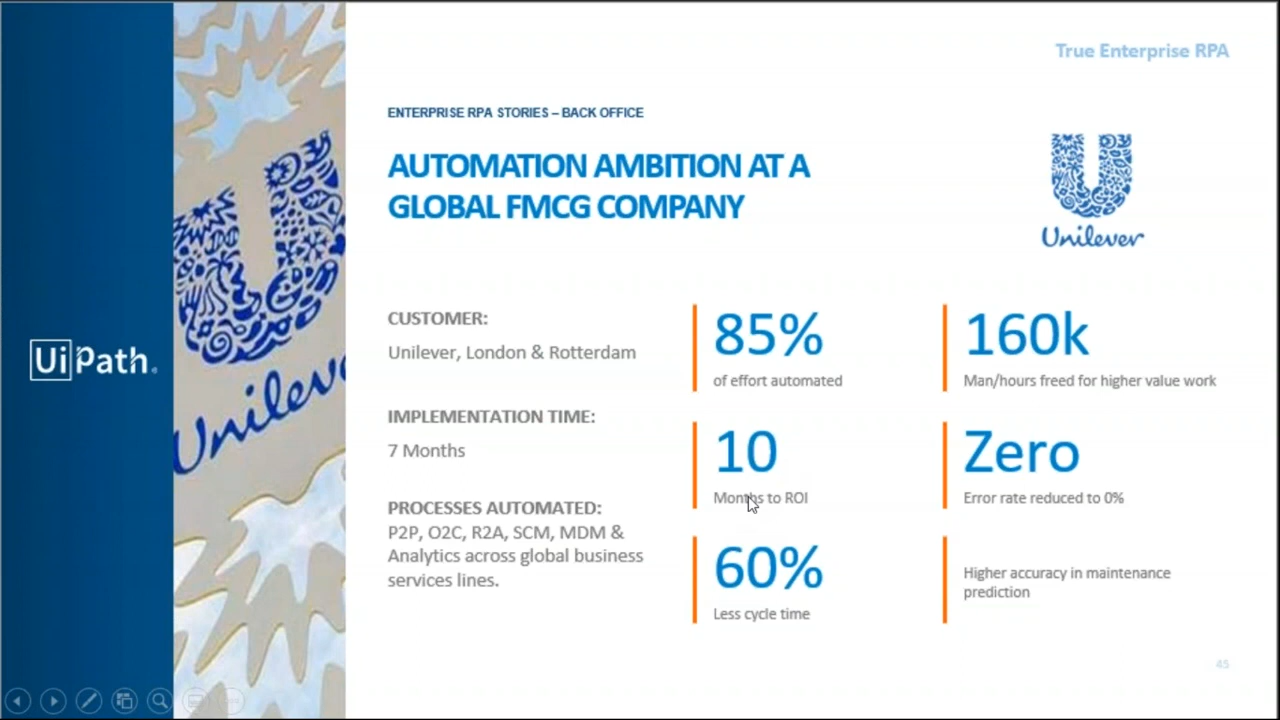 True Enterprise RPA
ENTERPRISE RPA STORIES – BACK OFFICE
AUTOMATION AMBITION AT A
GLOBAL FMCG COMPANY
Unilever
UiPath®
Unilev
CUSTOMER:
Unilever, London & Rotterdam
IMPLEMENTATION TIME:
7 Months
PROCESSES AUTOMATED:
P2P, O2C, R2A, SCM, MDM &
Analytics across global business
services lines.
85%
of effort automated
160k
Man/hours freed for higher value work
10
Months to ROI
Zero
Error rate reduced to 0%
60%
Less cycle time
Higher accuracy in maintenance
prediction
45